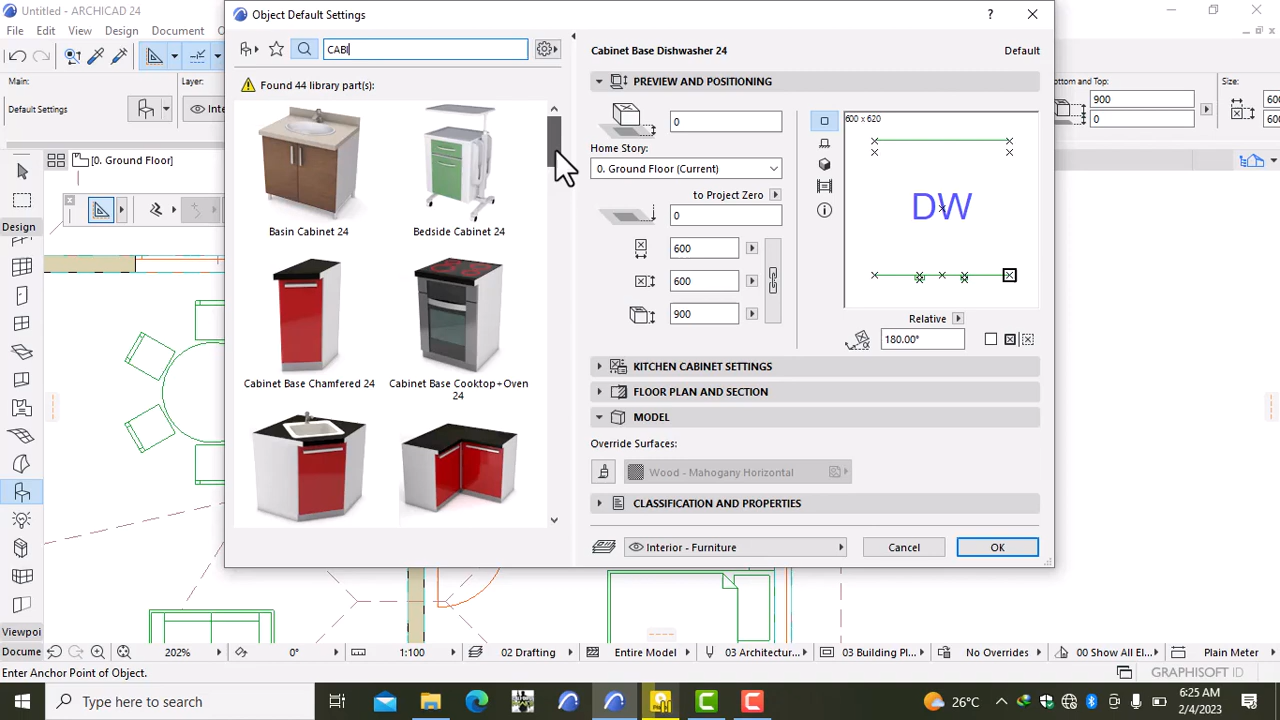 Untitled - ARCHICAD 24
File Edit View Design
Main:
Layer:
Default Settings
Inte
[0. Ground Floor]
Design
Viewpoi
Docume
Object Default Settings
CABI
Found 44 library part(s):
Basin Cabinet 24
Bedside Cabinet 24
Cabinet Base Chamfered 24
Cabinet Base Cooktop+Oven
24
Cabinet Base Dishwasher 24
Default
PREVIEW AND POSITIONING
0
Home Story:
0. Ground Floor (Current)
to Project Zero
0
600
600
900
600 x 620
DW
Relative
180.00°
KITCHEN CABINET SETTINGS
FLOOR PLAN AND SECTION
MODEL
Override Surfaces:
Wood - Mahogany Horizontal
CLASSIFICATION AND PROPERTIES
Interior - Furniture
Cancel
OK
ottom and Top:
Size:
900
0
202%
0°
1:100
02 Drafting
Entire Model
03 Architectur...
03 Building Pl...
No Overrides
00 Show All El...
Plain Meter
Enter Anchor Point of Object.
GRAPHISOFT ID
Type here to search
26°C
6:25 AM
2/4/2023